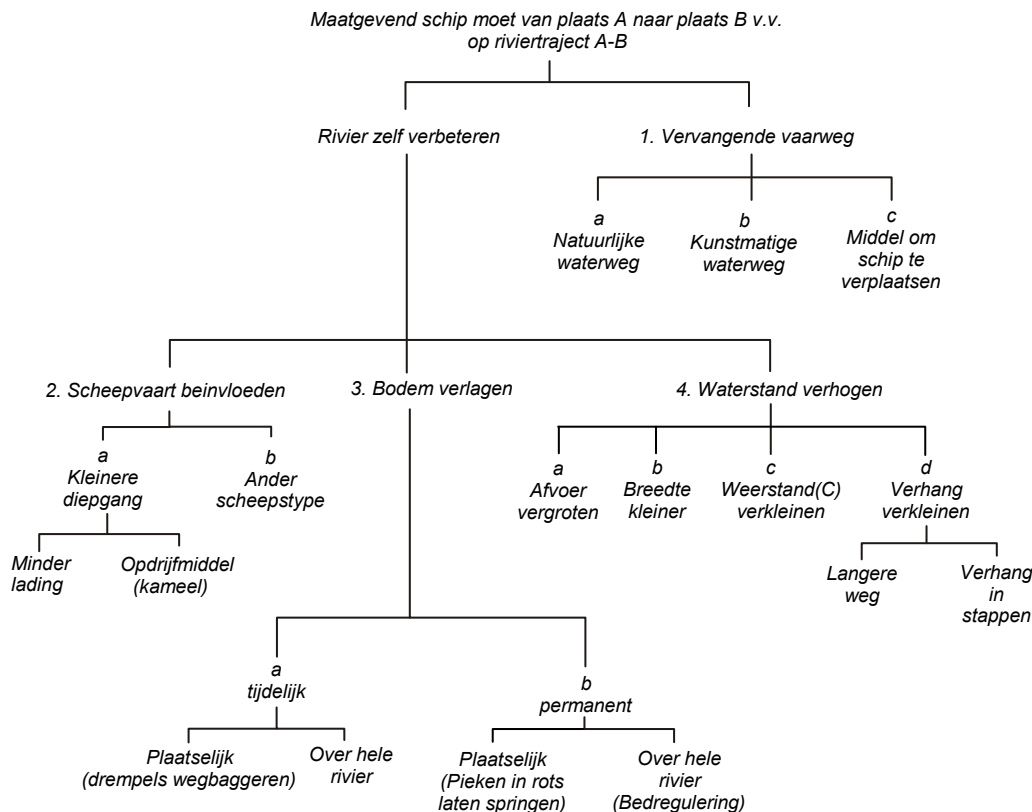 Maatgevend schip moet van plaats A naar plaats B v.v.
op riviertraject A-B
Rivier zelf verbeteren
1. Vervangende vaarweg
a
Natuurlijke
waterweg
b
Kunstmatige
waterweg
c
Middel om
schip te
verplaatsen
2. Scheepvaart beinvloeden
3. Bodem verlagen
4. Waterstand verhogen
a
Kleinere
diepgang
b
Ander
scheepstype
a
Afvoer
vergroten
b
Breedte
kleiner
c
Weerstand(C)
verkleinen
d
Verhang
verkleinen
Minder
lading
Opdrijfmiddel
(kameel)
Langere
weg
Verhang
in
stappen
a
tijdelijk
b
permanent
Plaatselijk
(drempels wegbaggeren)
Over hele
rivier
Plaatselijk
(Pieken in rots
laten springen)
Over hele
rivier
(Bedregulering)